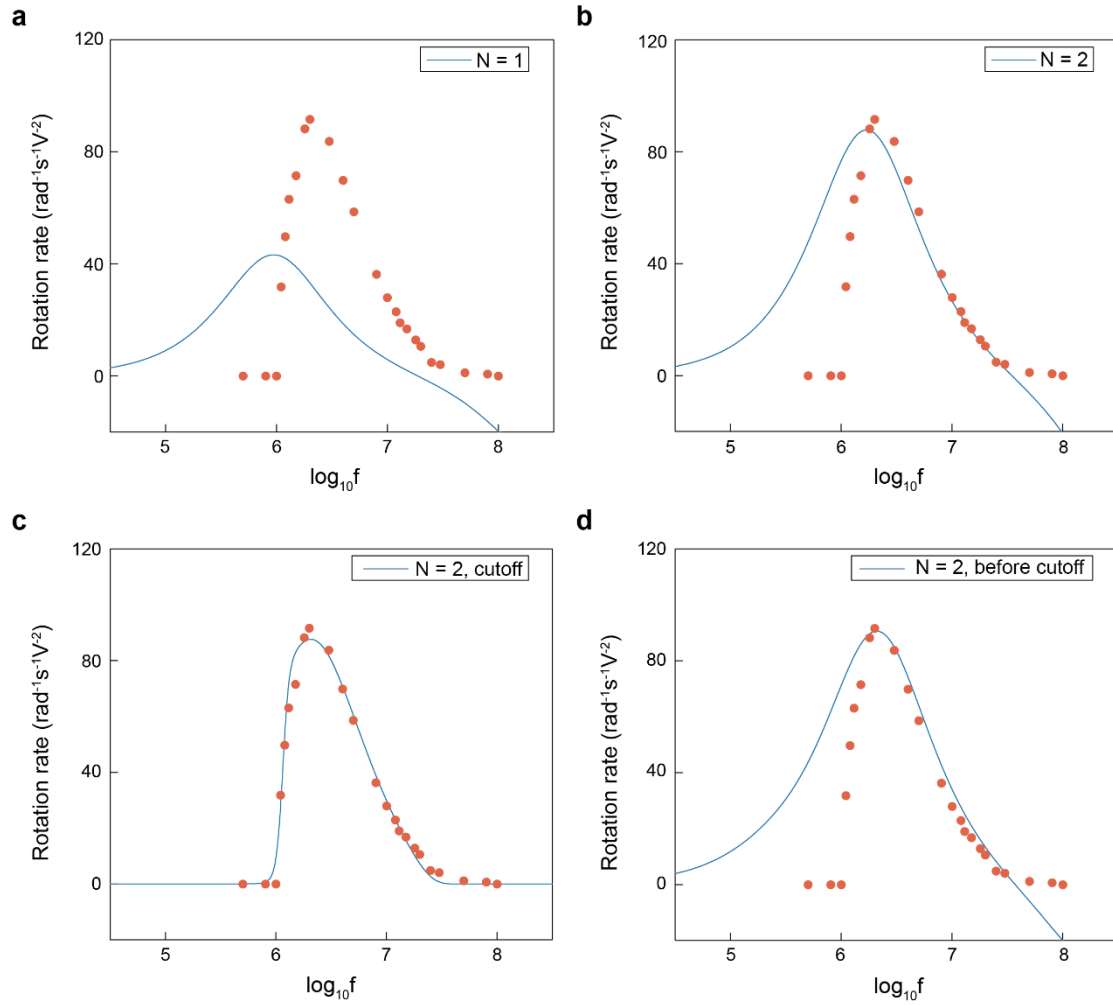 a
120
80
40
0
Rotation rate (rad⁻¹s⁻¹V⁻²)
N = 1
5 6 7 8
log₁₀f
b
120
80
40
0
Rotation rate (rad⁻¹s⁻¹V⁻²)
N = 2
5 6 7 8
log₁₀f
c
120
80
40
0
Rotation rate (rad⁻¹s⁻¹V⁻²)
N = 2, cutoff
5 6 7 8
log₁₀f
d
120
80
40
0
Rotation rate (rad⁻¹s⁻¹V⁻²)
N = 2, before cutoff
5 6 7 8
log₁₀f